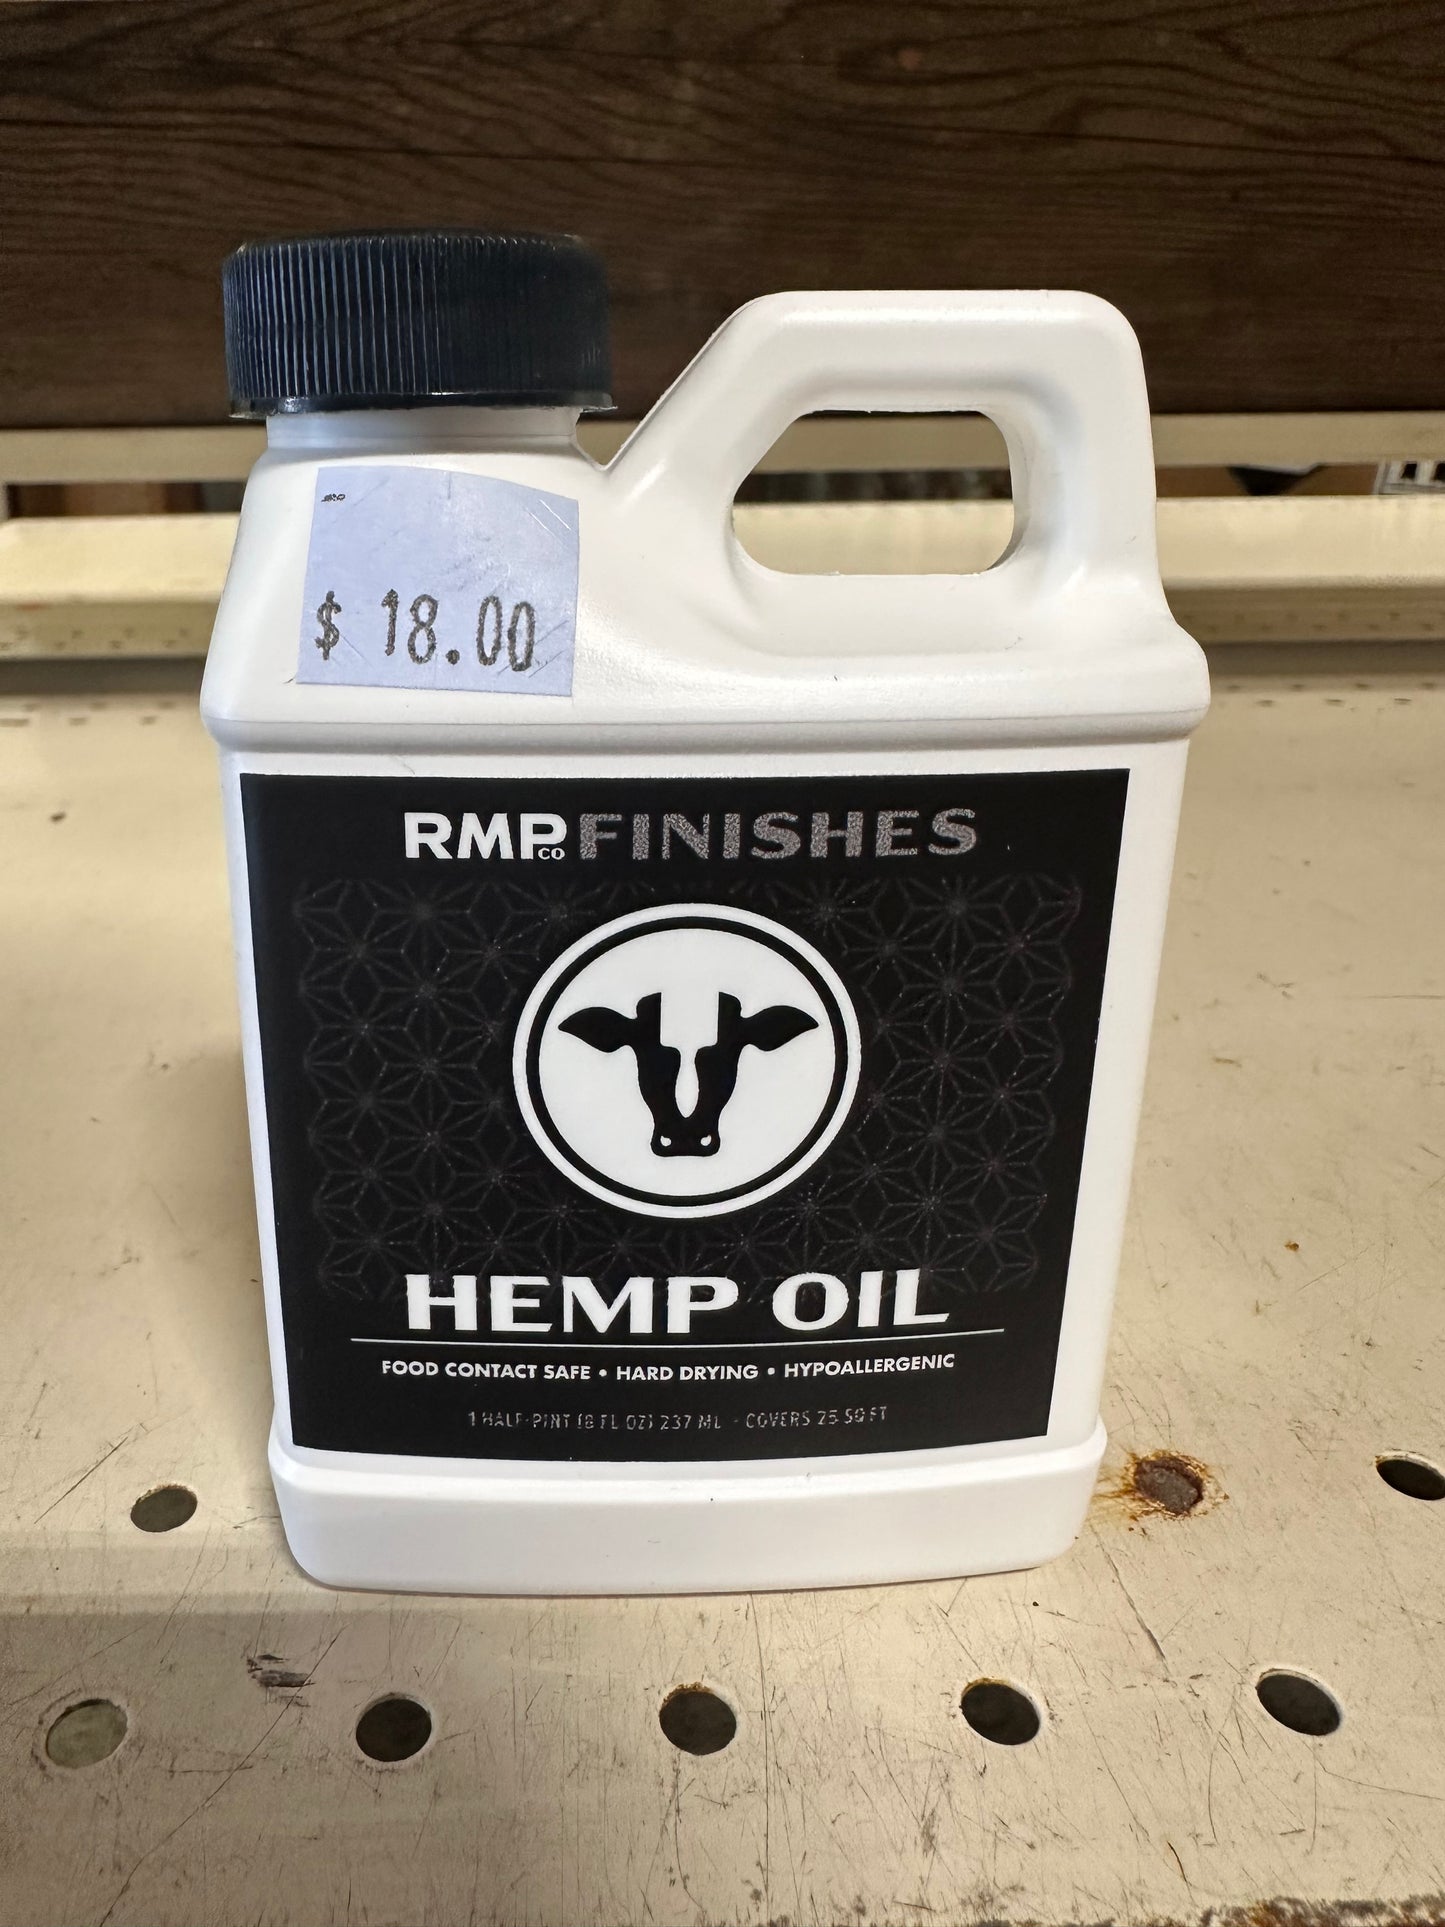 $ 18.00
RMP CO FINISHES
HEMP OIL
FOOD CONTACT SAFE • HARD DRYING • HYPOALLERGENIC
1 HALF-PINT (8 FL OZ) 237 ML - COVERS 25 SQ FT